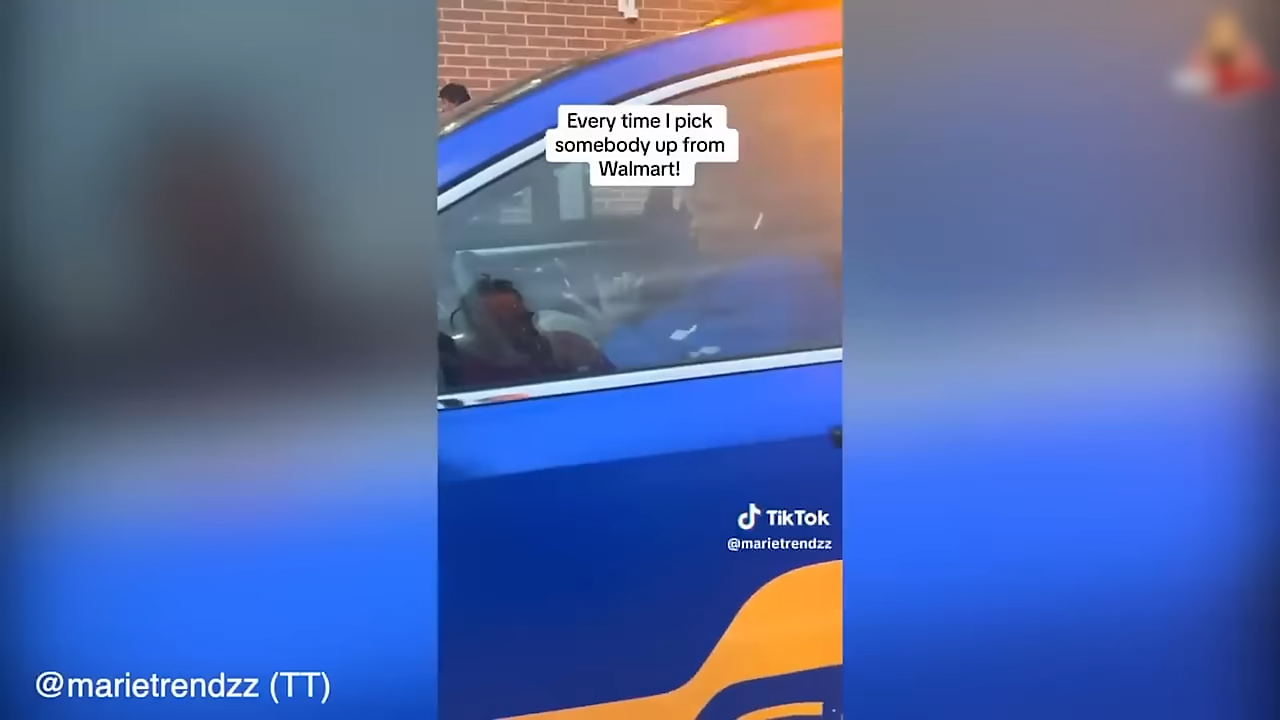 Every time I pick
somebody up from
Walmart!
TikTok
@marietrendzz
@marietrendzz (TT)